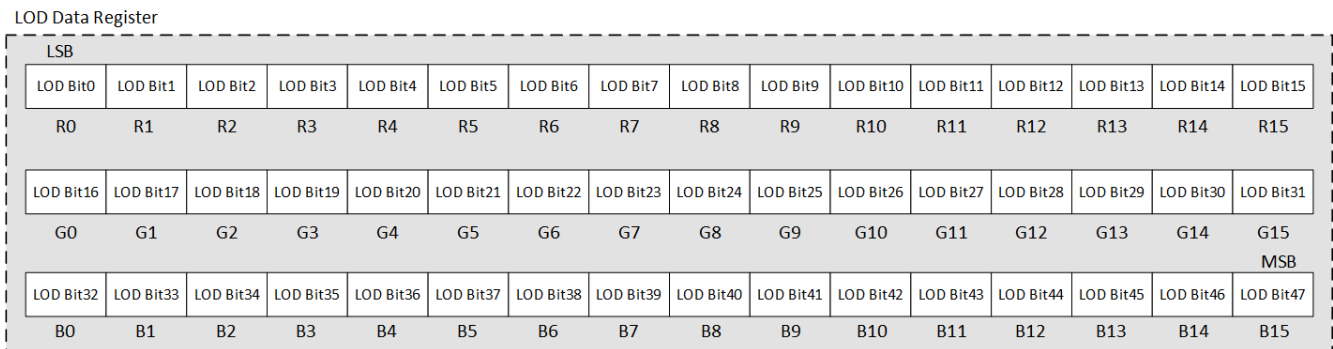 LOD Data Register
LSB
LOD Bit0 LOD Bit1 LOD Bit2 LOD Bit3 LOD Bit4 LOD Bit5 LOD Bit6 LOD Bit7 LOD Bit8 LOD Bit9 LOD Bit10 LOD Bit11 LOD Bit12 LOD Bit13 LOD Bit14 LOD Bit15
R0 R1 R2 R3 R4 R5 R6 R7 R8 R9 R10 R11 R12 R13 R14 R15
LOD Bit16 LOD Bit17 LOD Bit18 LOD Bit19 LOD Bit20 LOD Bit21 LOD Bit22 LOD Bit23 LOD Bit24 LOD Bit25 LOD Bit26 LOD Bit27 LOD Bit28 LOD Bit29 LOD Bit30 LOD Bit31
G0 G1 G2 G3 G4 G5 G6 G7 G8 G9 G10 G11 G12 G13 G14 G15
MSB
LOD Bit32 LOD Bit33 LOD Bit34 LOD Bit35 LOD Bit36 LOD Bit37 LOD Bit38 LOD Bit39 LOD Bit40 LOD Bit41 LOD Bit42 LOD Bit43 LOD Bit44 LOD Bit45 LOD Bit46 LOD Bit47
B0 B1 B2 B3 B4 B5 B6 B7 B8 B9 B10 B11 B12 B13 B14 B15